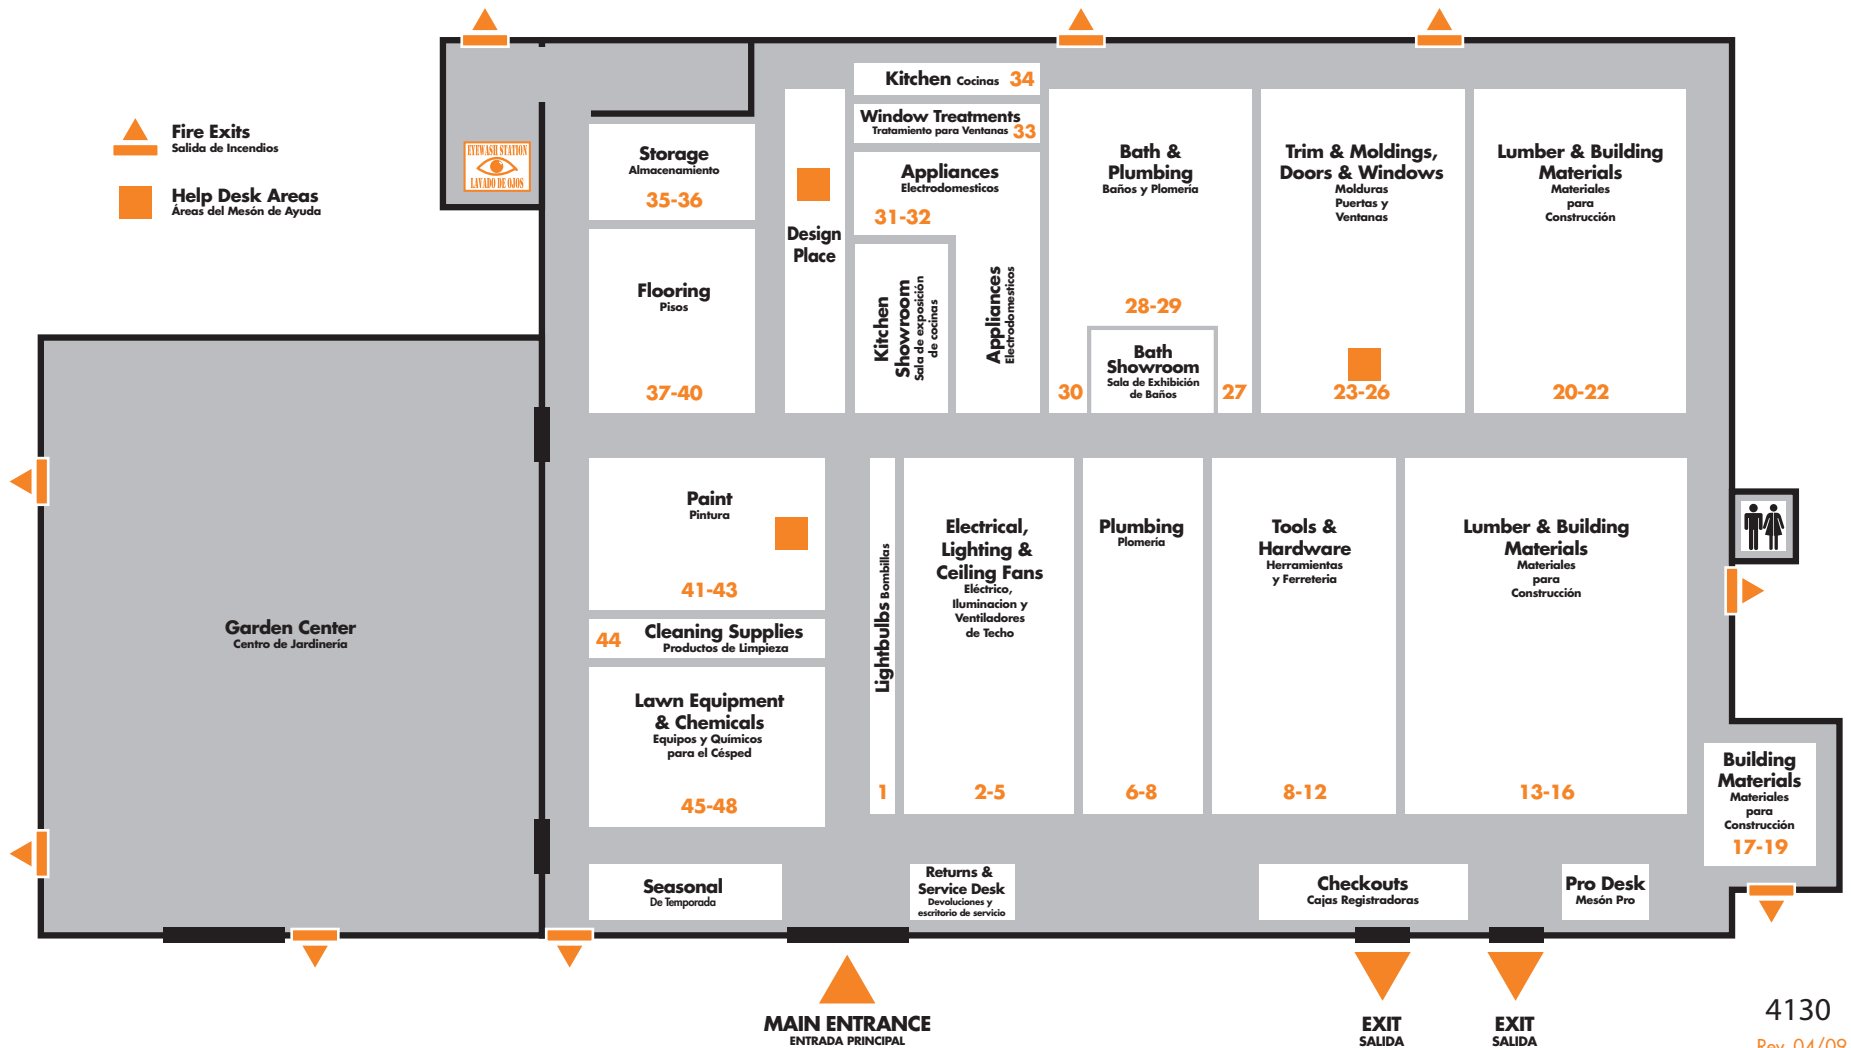 Fire Exits
Salida de Incendios
Help Desk Areas
Áreas del Mesón de Ayuda
EYEWASH STATION
LAVADO DE OJOS
Storage
Almacenamiento
35-36
Flooring
Pisos
37-40
Design
Place
Kitchen Cocinas 34
Window Treatments
Tratamiento para Ventanas 33
Appliances
Electrodomesticos
31-32
Kitchen
Showroom
Sala de exposición
de cocinas
Appliances
Electrodomesticos
Bath &
Plumbing
Baños y Plomería
28-29
30
Bath
Showroom
Sala de Exhibición
de Baños
27
Trim & Moldings,
Doors & Windows
Molduras
Puertas y
Ventanas
23-26
Lumber & Building
Materials
Materiales
para
Construcción
20-22
Garden Center
Centro de Jardinería
Paint
Pintura
41-43
44 Cleaning Supplies
Productos de Limpieza
Lawn Equipment
& Chemicals
Equipos y Químicos
para el Césped
45-48
Lightbulbs Bombillas
1
Electrical,
Lighting &
Ceiling Fans
Eléctrico,
Iluminacion y
Ventiladores
de Techo
2-5
Plumbing
Plomería
6-8
Tools &
Hardware
Herramientas
y Ferretería
8-12
Lumber & Building
Materials
Materiales
para
Construcción
13-16
Building
Materials
Materiales
para
Construcción
17-19
Seasonal
De Temporada
Returns &
Service Desk
Devoluciones y
escritorio de servicio
Checkouts
Cajas Registradoras
Pro Desk
Mesón Pro
MAIN ENTRANCE
ENTRADA PRINCIPAL
EXIT
SALIDA
EXIT
SALIDA
4130
Rev. 04/09